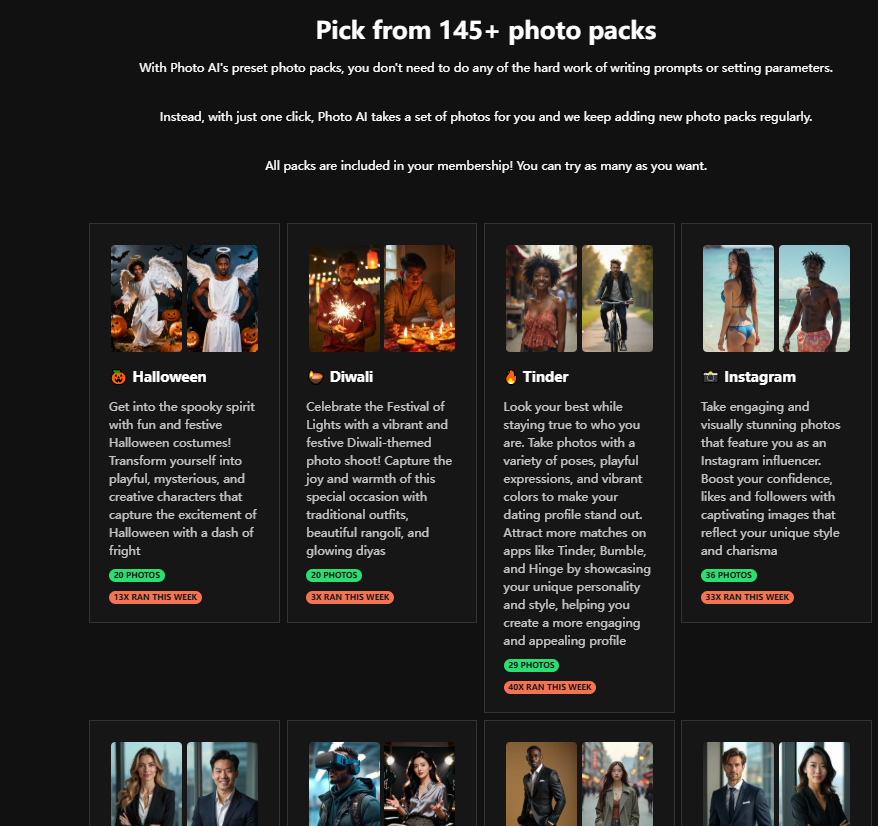 Pick from 145+ photo packs
With Photo AI's preset photo packs, you don't need to do any of the hard work of writing prompts or setting parameters.
Instead, with just one click, Photo AI takes a set of photos for you and we keep adding new photo packs regularly.
All packs are included in your membership! You can try as many as you want.
🎃 Halloween
Get into the spooky spirit
with fun and festive
Halloween costumes!
Transform yourself into
playful, mysterious, and
creative characters that
capture the excitement of
Halloween with a dash of
fright
20 PHOTOS
13X RAN THIS WEEK
🪔 Diwali
Celebrate the Festival of
Lights with a vibrant and
festive Diwali-themed
photo shoot! Capture the
joy and warmth of this
special occasion with
traditional outfits,
beautiful rangoli, and
glowing diyas
20 PHOTOS
3X RAN THIS WEEK
🔥 Tinder
Look your best while
staying true to who you
are. Take photos with a
variety of poses, playful
expressions, and vibrant
colors to make your
dating profile stand out.
Attract more matches on
apps like Tinder, Bumble,
and Hinge by showcasing
your unique personality
and style, helping you
create a more engaging
and appealing profile
29 PHOTOS
40X RAN THIS WEEK
📸 Instagram
Take engaging and
visually stunning photos
that feature you as an
Instagram influencer.
Boost your confidence,
likes and followers with
captivating images that
reflect your unique style
and charisma
36 PHOTOS
33X RAN THIS WEEK